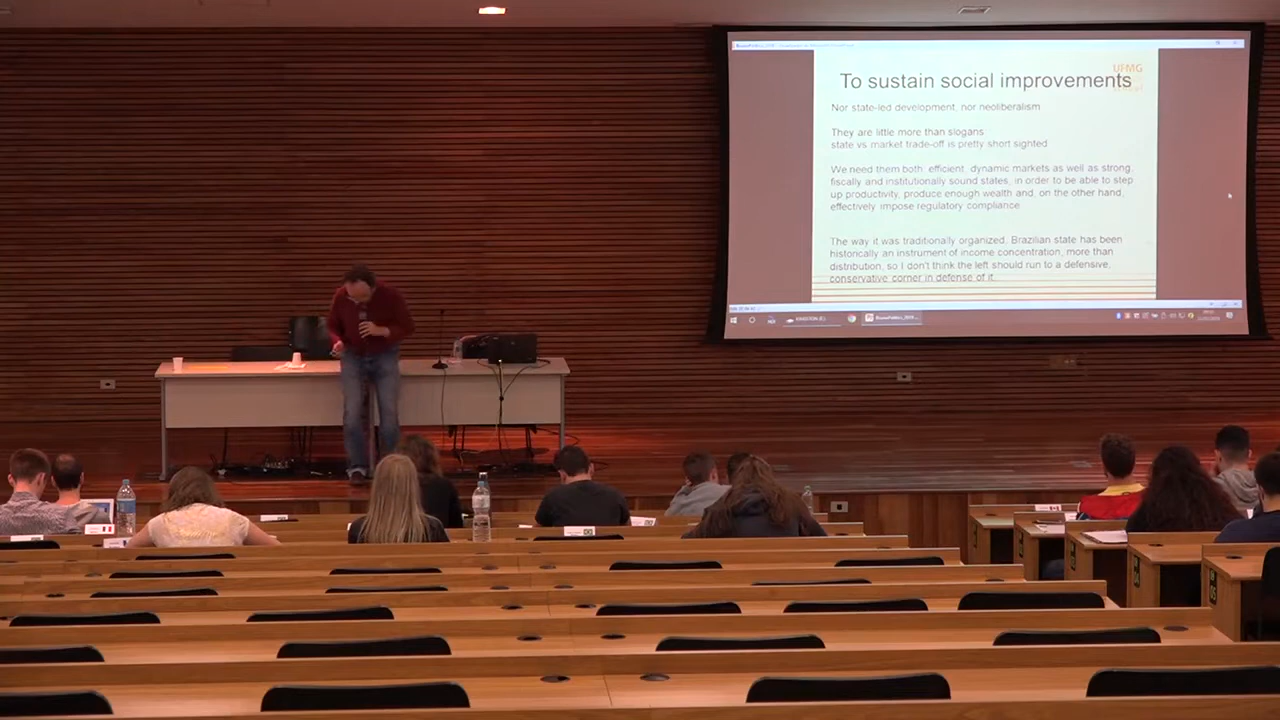 UFMG
To sustain social improvements
Nor state-led development, nor neoliberalism
They are little more than slogans
state vs market trade-off is pretty short sighted
We need them both, efficient, dynamic markets as well as strong,
fiscally and institutionally sound states, in order to be able to step
up productivity, produce enough wealth and, on the other hand,
effectively impose regulatory compliance
The way it was traditionally organized, Brazilian state has been
historically an instrument of income concentration, more than
distribution, so I don't think the left should run to a defensive,
conservative corner in defense of it.
KINGSTON (E:)